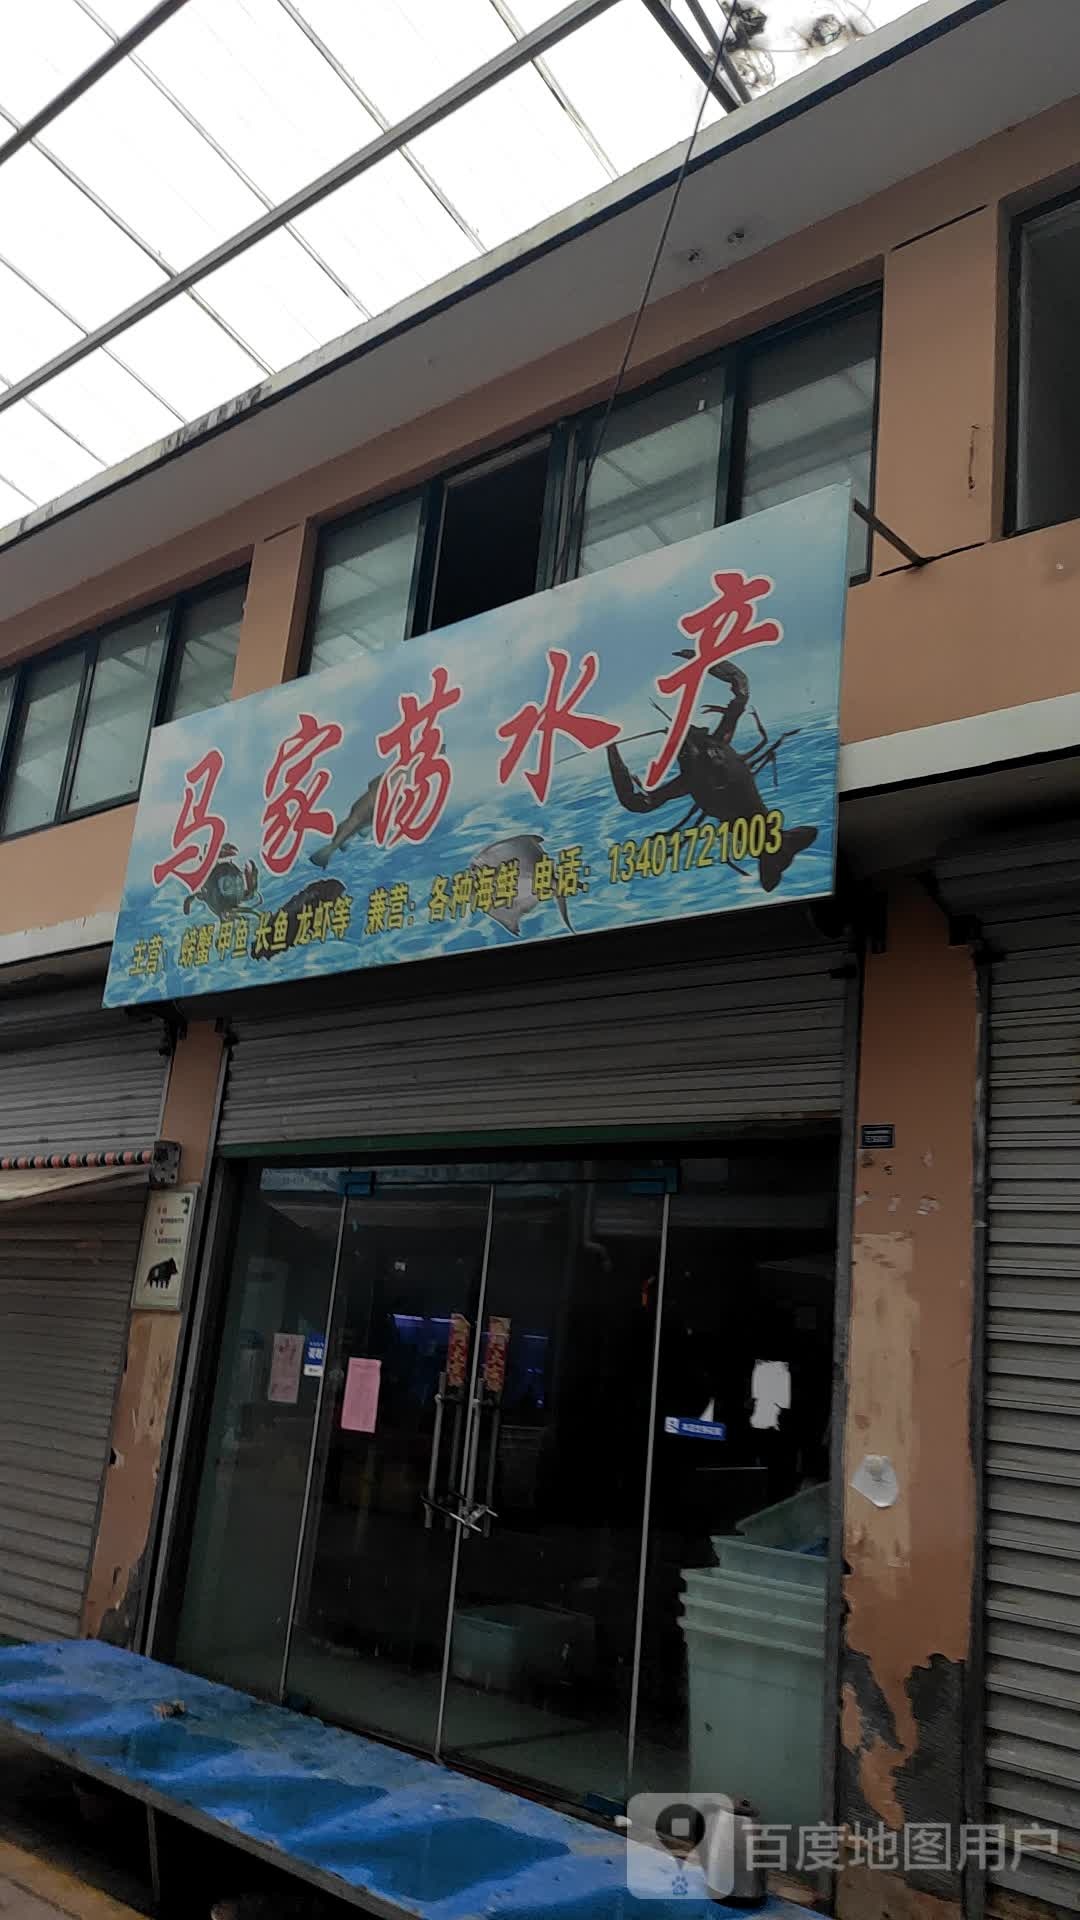 马家荡水产
主营：螃蟹 甲鱼 长鱼 龙虾等 兼营：各种海鲜 电话：13401721003
百度地图用户